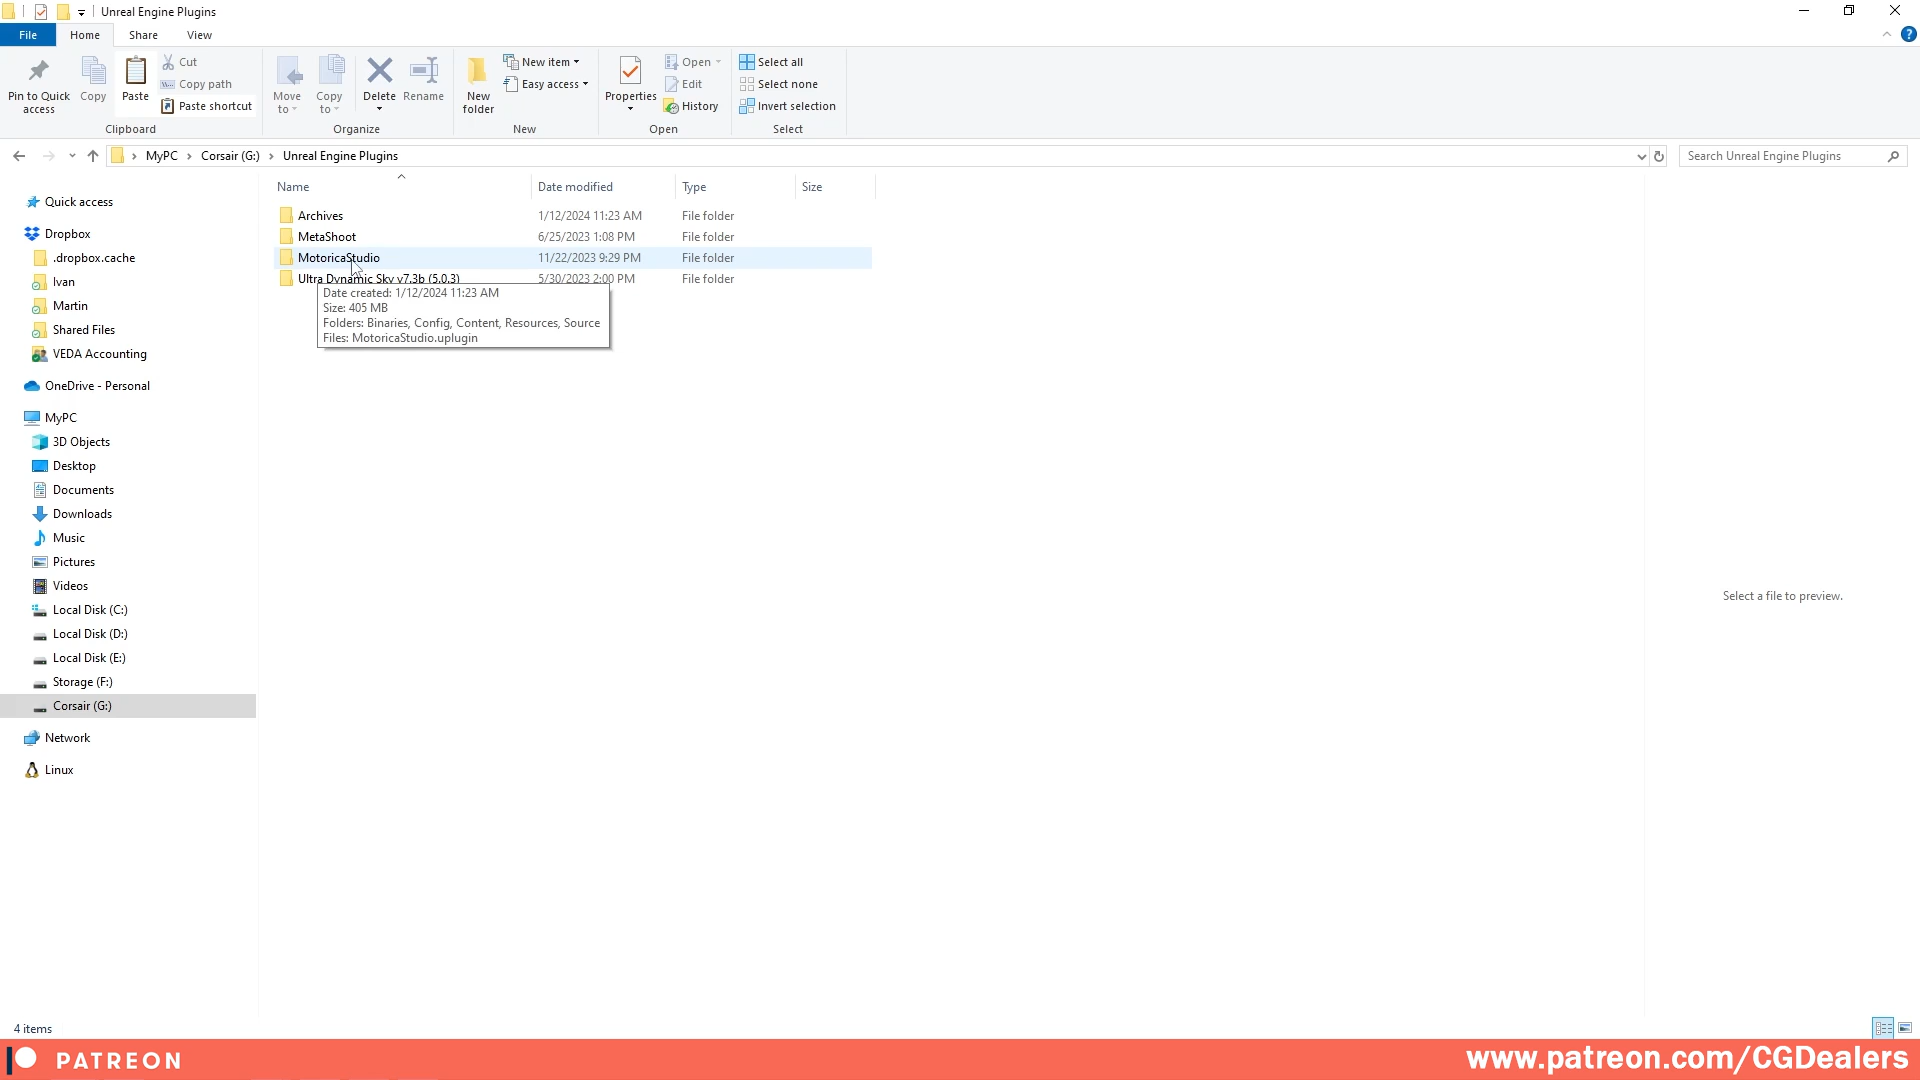 Unreal Engine Plugins
File Home Share View
Pin to Quick access
Copy
Paste
Cut
Copy path
Paste shortcut
Clipboard
Move to
Copy to
Delete
Rename
Organize
New folder
New item
Easy access
New
Properties
Open
Edit
History
Open
Select all
Select none
Invert selection
Select
MyPC > Corsair (G:) > Unreal Engine Plugins
Search Unreal Engine Plugins
Name Date modified Type Size
Archives 1/12/2024 11:23 AM File folder
MetaShoot 6/25/2023 1:08 PM File folder
MotoricaStudio 11/22/2023 9:29 PM File folder
Ultra Dynamic Sky v7.3b (5.0.3) 5/30/2023 2:00 PM File folder
Date created: 1/12/2024 11:23 AM
Size: 405 MB
Folders: Binaries, Config, Content, Resources, Source
Files: MotoricaStudio.uplugin
Quick access
Dropbox
.dropbox.cache
Ivan
Martin
Shared Files
VEDA Accounting
OneDrive - Personal
MyPC
3D Objects
Desktop
Documents
Downloads
Music
Pictures
Videos
Local Disk (C:)
Local Disk (D:)
Local Disk (E:)
Storage (F:)
Corsair (G:)
Network
Linux
Select a file to preview.
4 items
PATREON
www.patreon.com/CGDealers